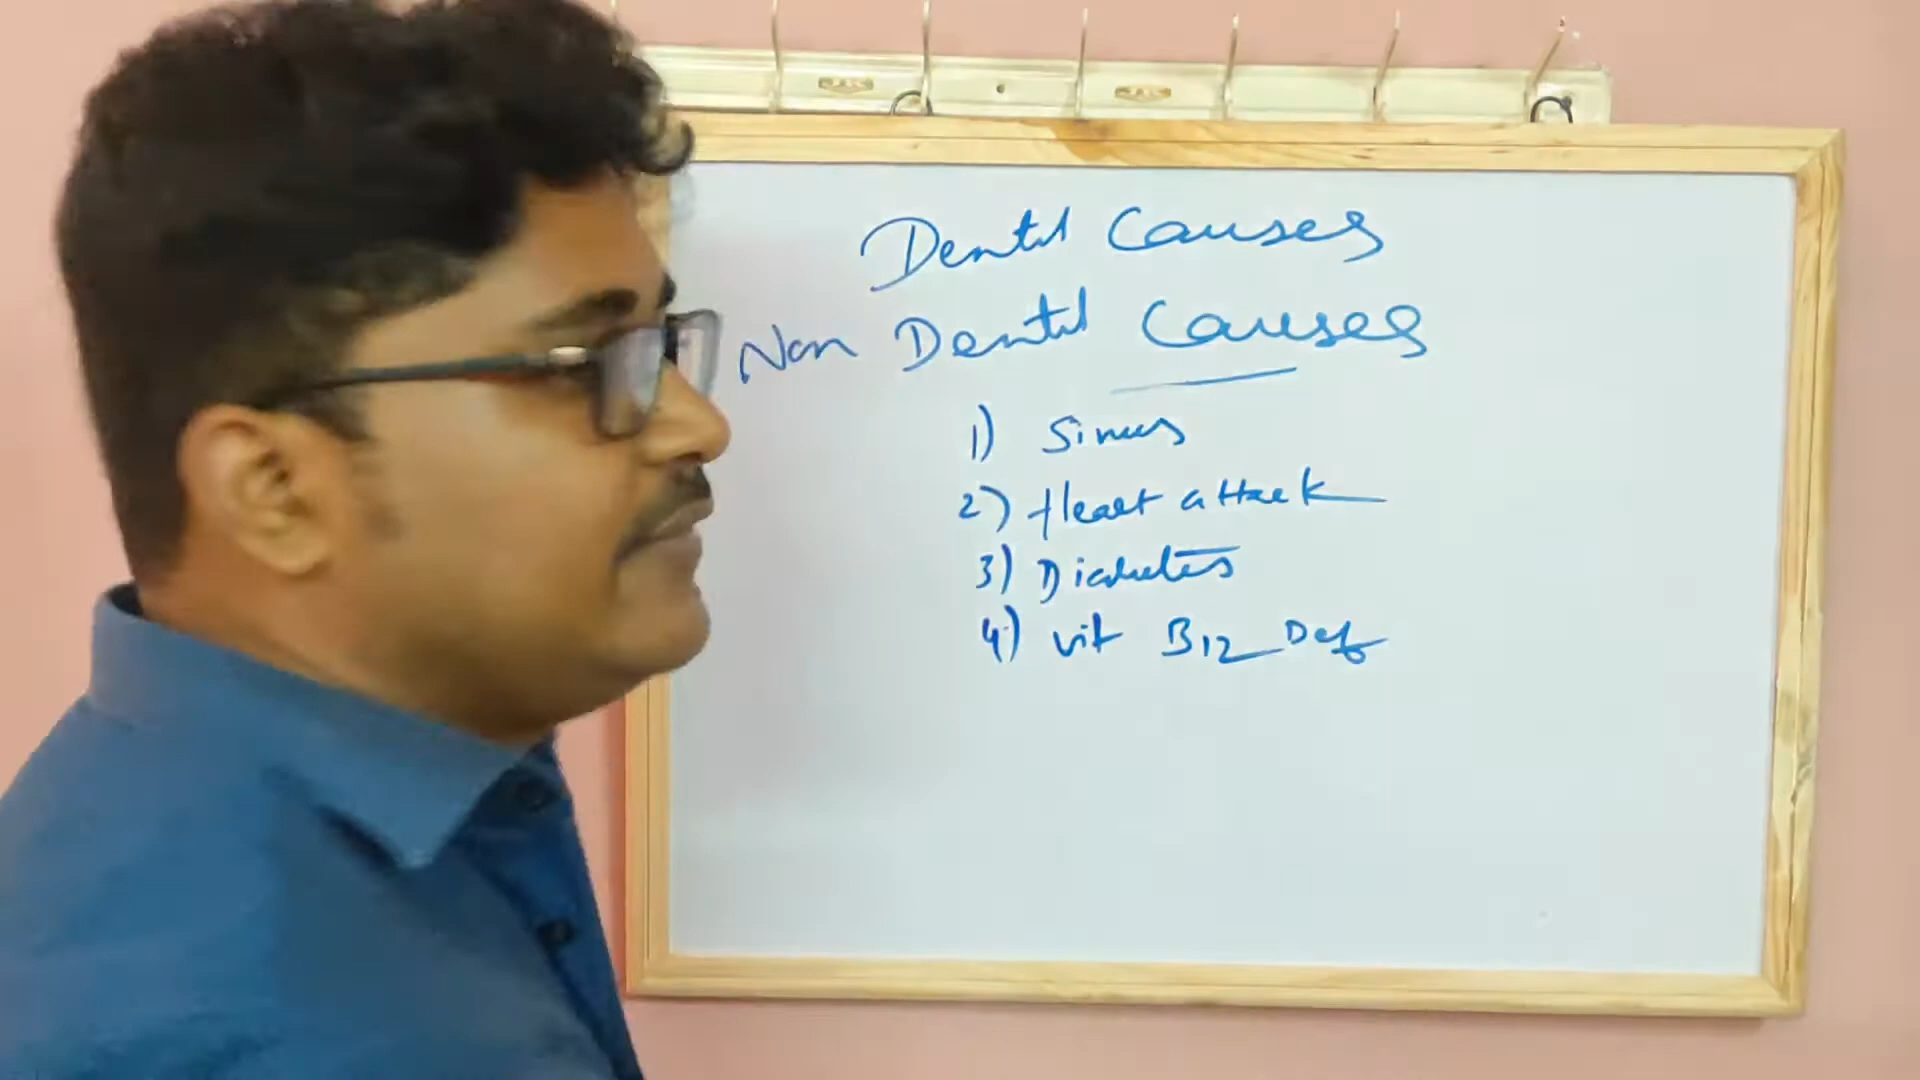 Dental Causes
Non Dental Causes
1) Sinus
2) Heart attack
3) Diabetes
4) Vit B12 Def